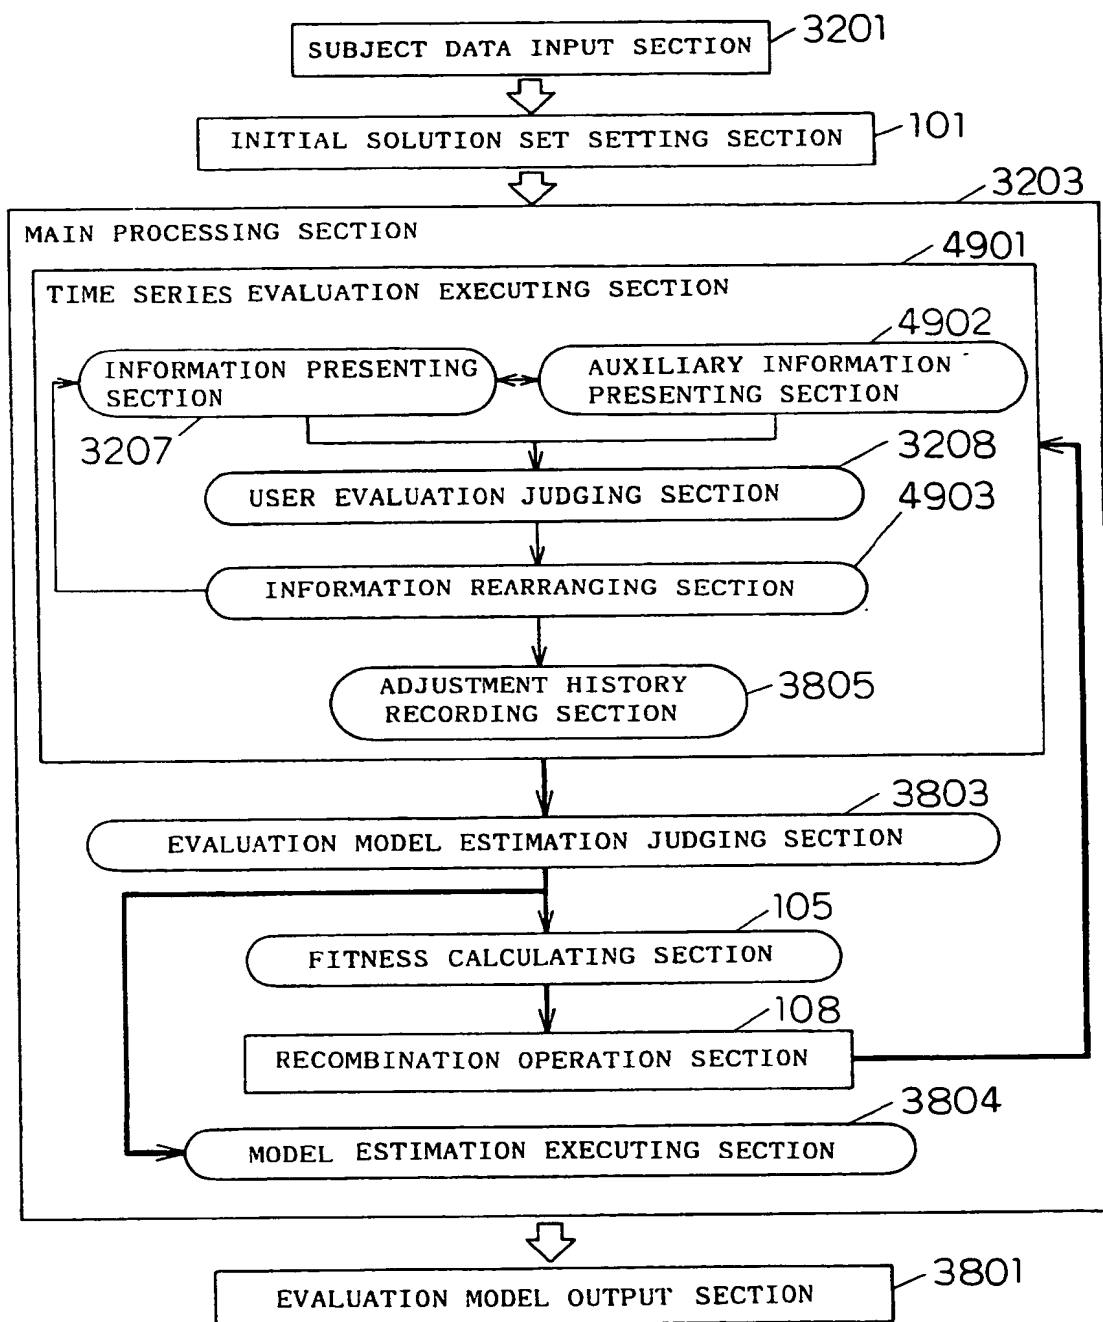 SUBJECT DATA INPUT SECTION
3201
INITIAL SOLUTION SET SETTING SECTION
101
3203
MAIN PROCESSING SECTION
4901
TIME SERIES EVALUATION EXECUTING SECTION
4902
INFORMATION PRESENTING
SECTION
AUXILIARY INFORMATION
PRESENTING SECTION
3207
3208
USER EVALUATION JUDGING SECTION
4903
INFORMATION REARRANGING SECTION
ADJUSTMENT HISTORY
RECORDING SECTION
3805
3803
EVALUATION MODEL ESTIMATION JUDGING SECTION
105
FITNESS CALCULATING SECTION
108
RECOMBINATION OPERATION SECTION
3804
MODEL ESTIMATION EXECUTING SECTION
EVALUATION MODEL OUTPUT SECTION
3801